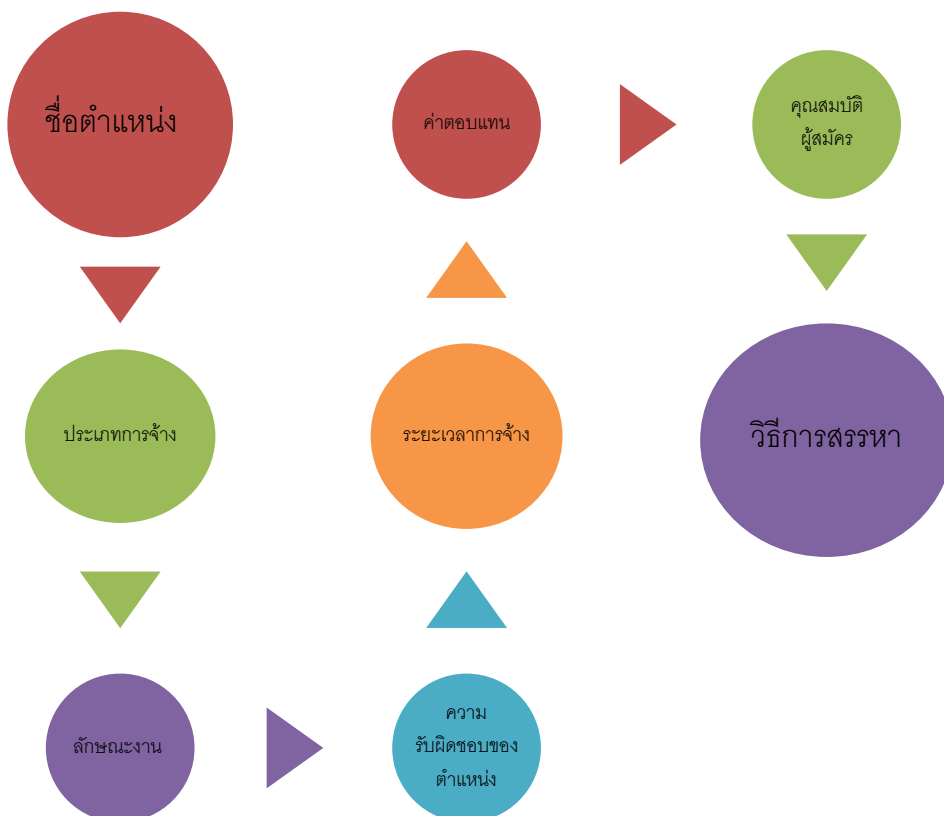 ชื่อตำแหน่ง
ประเภทการจ้าง
ลักษณะงาน
ความ
รับผิดชอบของ
ตำแหน่ง
ระยะเวลาการจ้าง
ค่าตอบแทน
คุณสมบัติ
ผู้สมัคร
วิธีการสรรหา